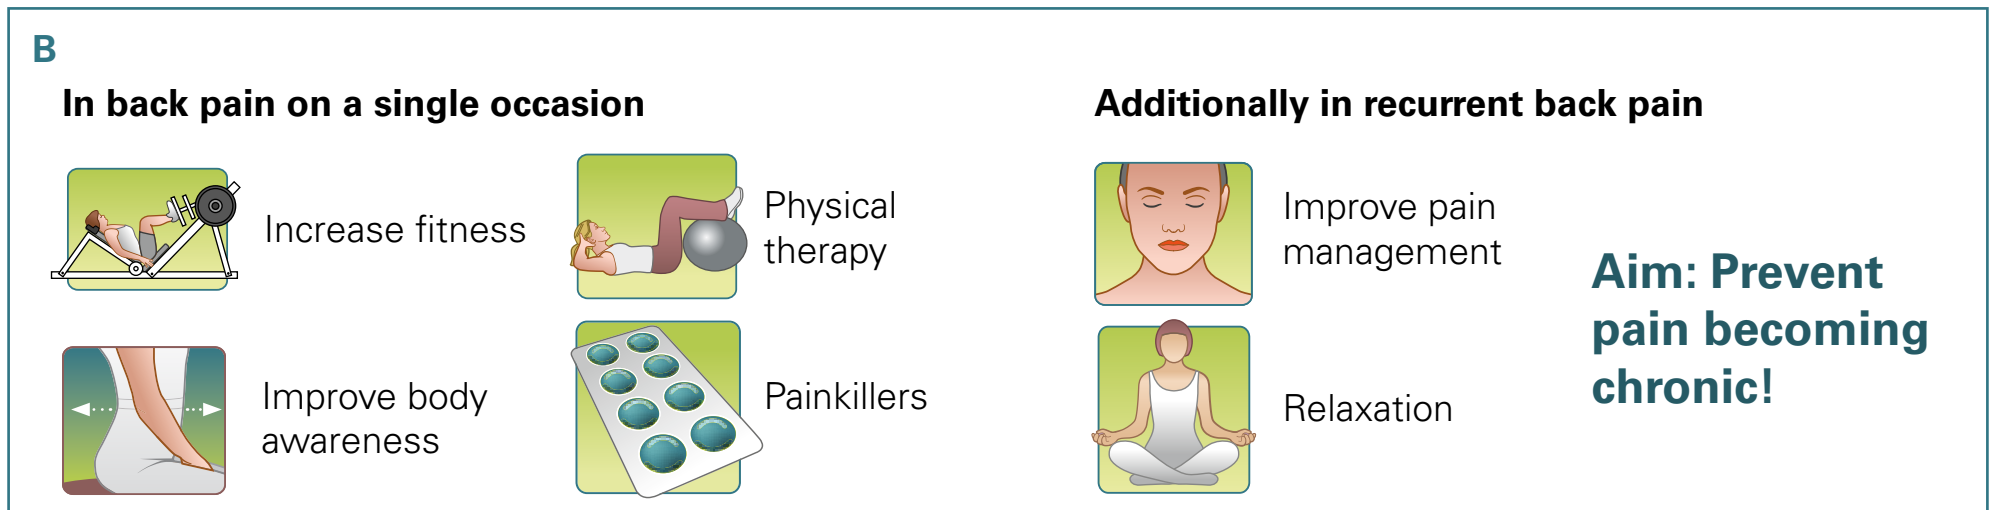 B
In back pain on a single occasion
Increase fitness
Physical
therapy
Improve body
awareness
Painkillers
Additionally in recurrent back pain
Improve pain
management
Relaxation
Aim: Prevent
pain becoming
chronic!